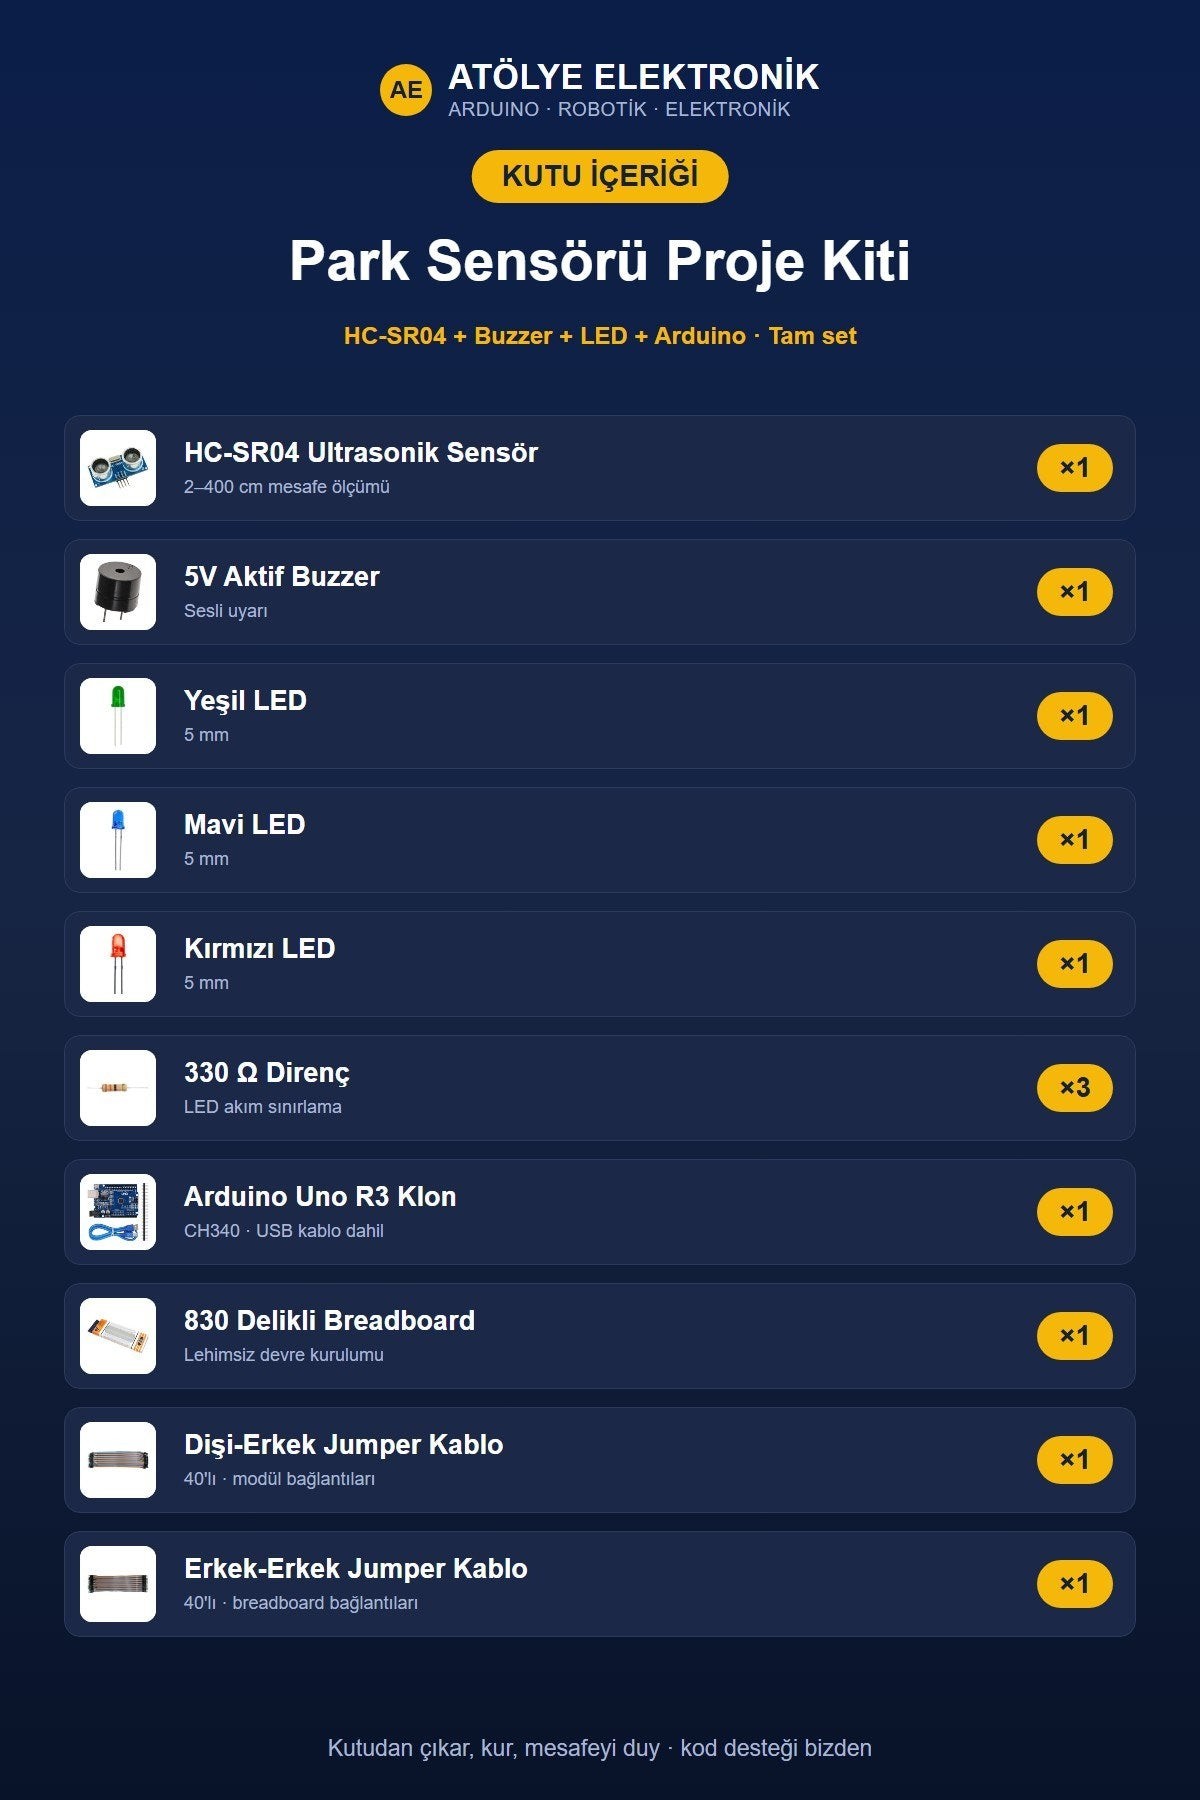 AE
ATÖLYE ELEKTRONİK
ARDUINO · ROBOTİK · ELEKTRONİK
KUTU İÇERİĞİ
Park Sensörü Proje Kiti
HC-SR04 + Buzzer + LED + Arduino · Tam set
HC-SR04 Ultrasonik Sensör
2–400 cm mesafe ölçümü
×1
5V Aktif Buzzer
Sesli uyarı
×1
Yeşil LED
5 mm
×1
Mavi LED
5 mm
×1
Kırmızı LED
5 mm
×1
330 Ω Direnç
LED akım sınırlama
×3
Arduino Uno R3 Klon
CH340 · USB kablo dahil
×1
830 Delikli Breadboard
Lehimsiz devre kurulumu
×1
Dişi-Erkek Jumper Kablo
40'lı · modül bağlantıları
×1
Erkek-Erkek Jumper Kablo
40'lı · breadboard bağlantıları
×1
Kutudan çıkar, kur, mesafeyi duy · kod desteği bizden